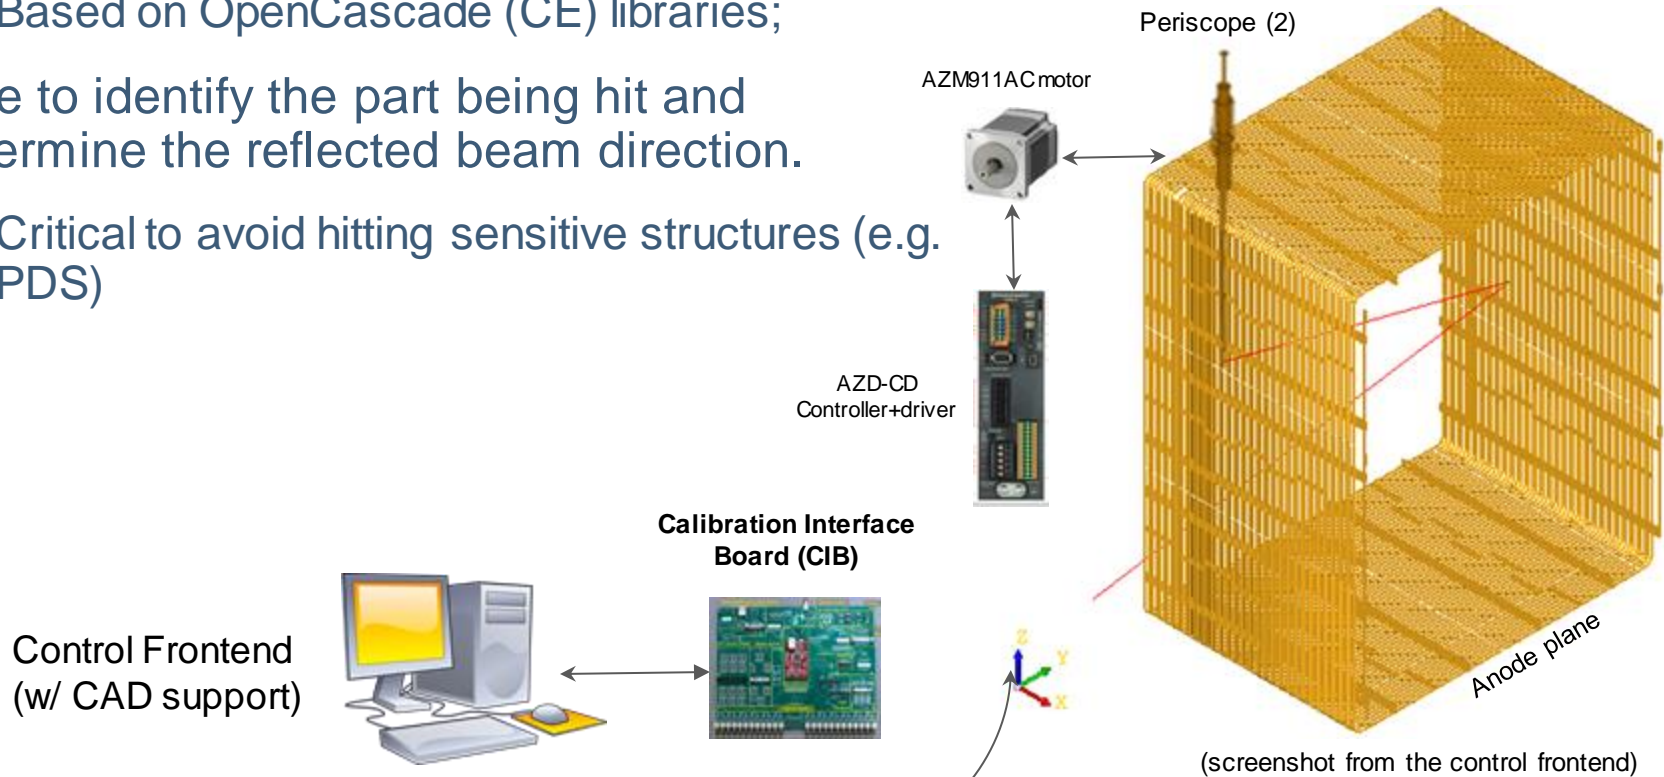 Based on OpenCascade (CE) libraries;
e to identify the part being hit and
ermine the reflected beam direction.
Critical to avoid hitting sensitive structures (e.g.
PDS)
Periscope (2)
AZM911AC motor
AZD-CD
Controller+driver
Calibration Interface
Board (CIB)
Control Frontend
(w/ CAD support)
Z
Y
X
Anode plane
(screenshot from the control frontend)